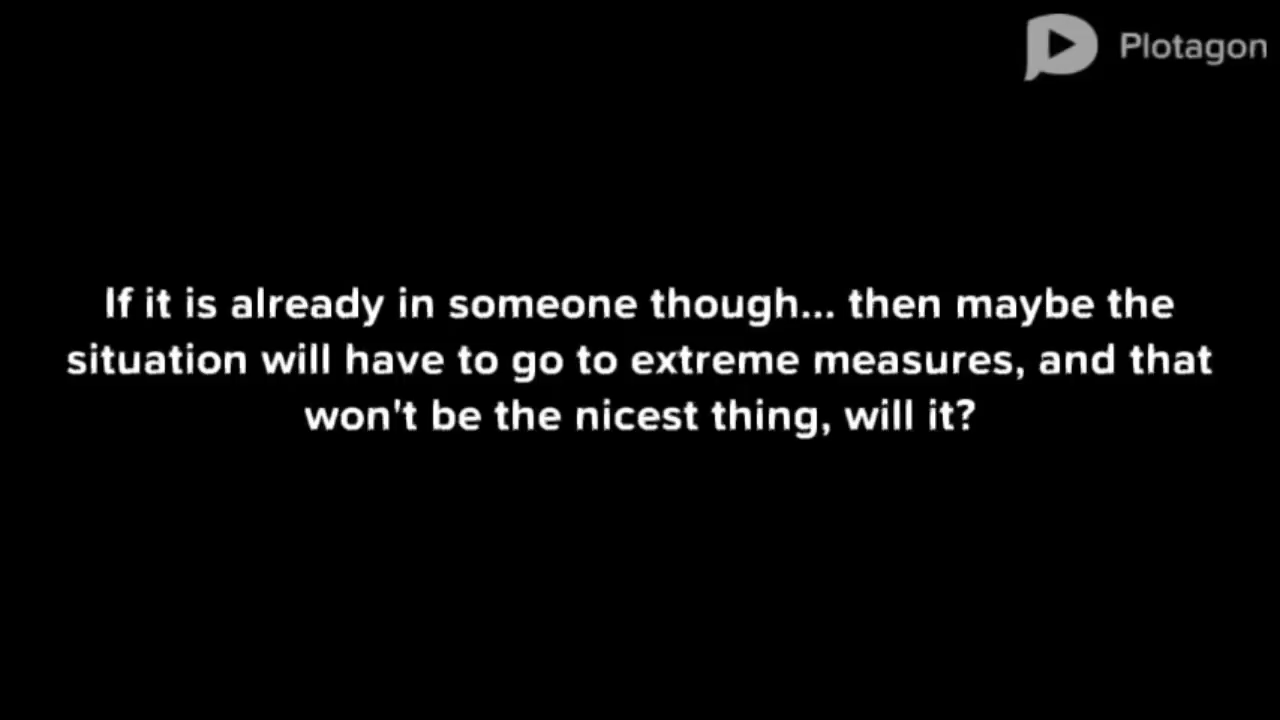 Plotagon
If it is already in someone though... then maybe the
situation will have to go to extreme measures, and that
won't be the nicest thing, will it?